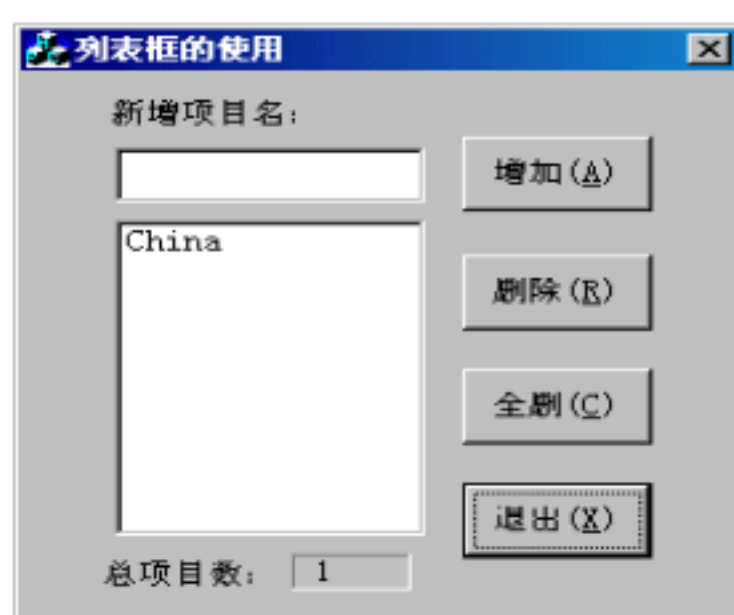 列表框的使用
新增项目名:
增加(A)
China
删除(R)
全删(C)
退出(X)
总项目数: 1